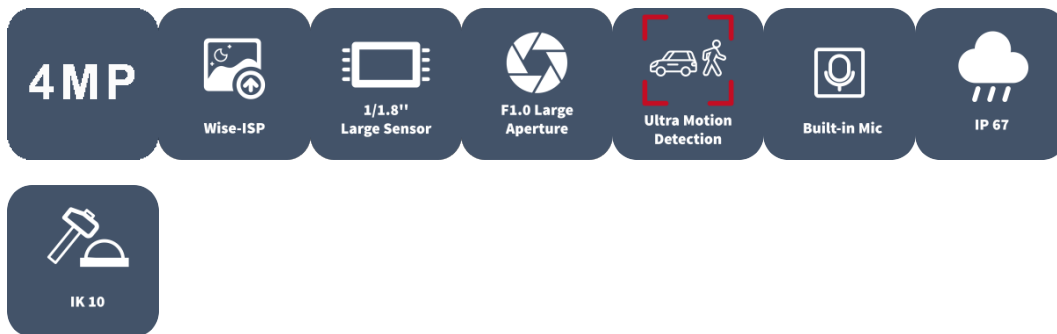 4MP
Wise-ISP
1/1.8''
Large Sensor
F1.0 Large
Aperture
Ultra Motion
Detection
Built-in Mic
IP 67
IK 10